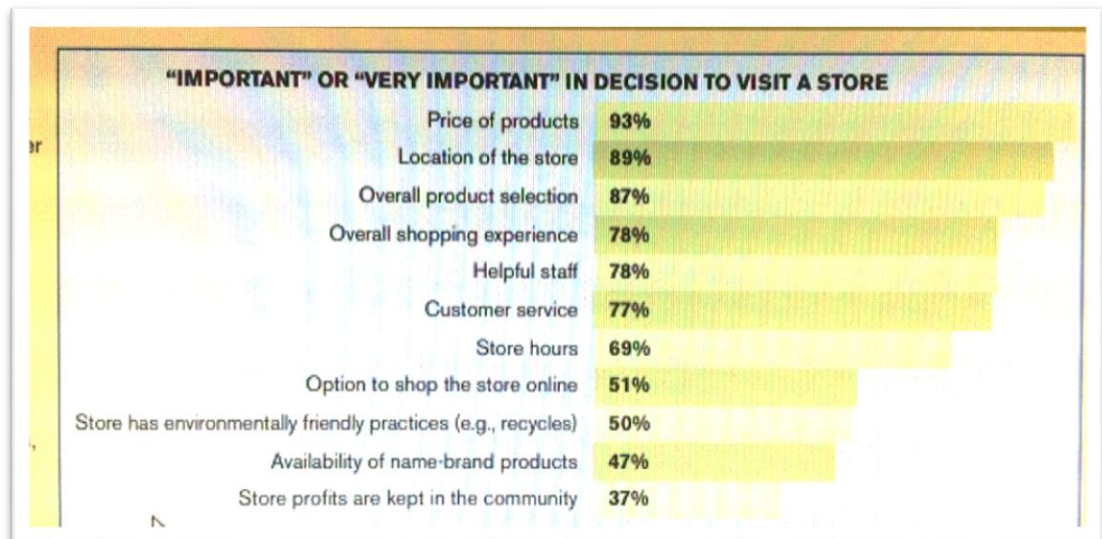 "IMPORTANT" OR "VERY IMPORTANT" IN DECISION TO VISIT A STORE
Price of products 93%
er
Location of the store 89%
Overall product selection 87%
Overall shopping experience 78%
Helpful staff 78%
Customer service 77%
Store hours 69%
Option to shop the store online 51%
Store has environmentally friendly practices (e.g., recycles) 50%
Availability of name-brand products 47%
Store profits are kept in the community 37%